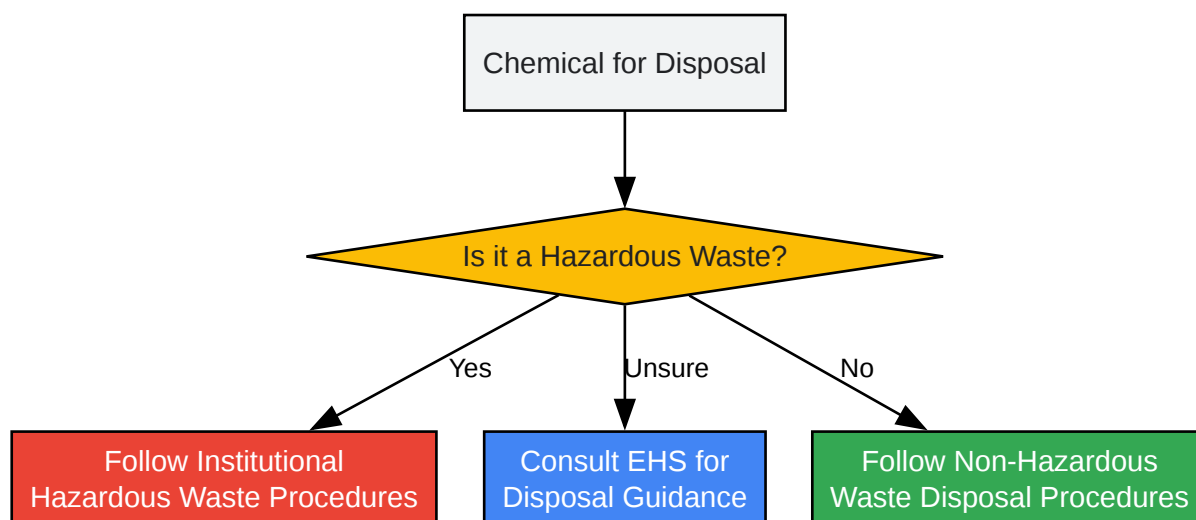 Chemical for Disposal
Is it a Hazardous Waste?
Yes
Unsure
No
Follow Institutional
Hazardous Waste Procedures
Consult EHS for
Disposal Guidance
Follow Non-Hazardous
Waste Disposal Procedures